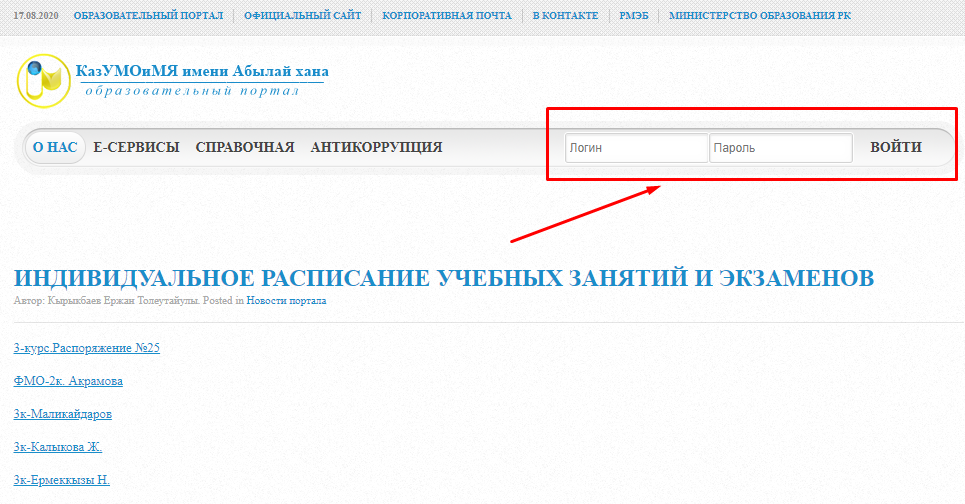 17.08.2020 ОБРАЗОВАТЕЛЬНЫЙ ПОРТАЛ ОФИЦИАЛЬНЫЙ САЙТ КОРПОРАТИВНАЯ ПОЧТА В КОНТАКТЕ РМЭБ МИНИСТЕРСТВО ОБРАЗОВАНИЯ РК
КазУМОиМЯ имени Абылай хана
образовательный портал
О НАС Е-СЕРВИСЫ СПРАВОЧНАЯ АНТИКОРРУПЦИЯ Логин Пароль ВОЙТИ
ИНДИВИДУАЛЬНОЕ РАСПИСАНИЕ УЧЕБНЫХ ЗАНЯТИЙ И ЭКЗАМЕНОВ
Автор: Кырыкбаев Ержан Толеутайулы. Posted in Новости портала
3-курс.Распоряжение №25
ФМО-2к. Акрамова
3к-Маликайдаров
3к-Калыкова Ж.
3к-Ермеккызы Н.